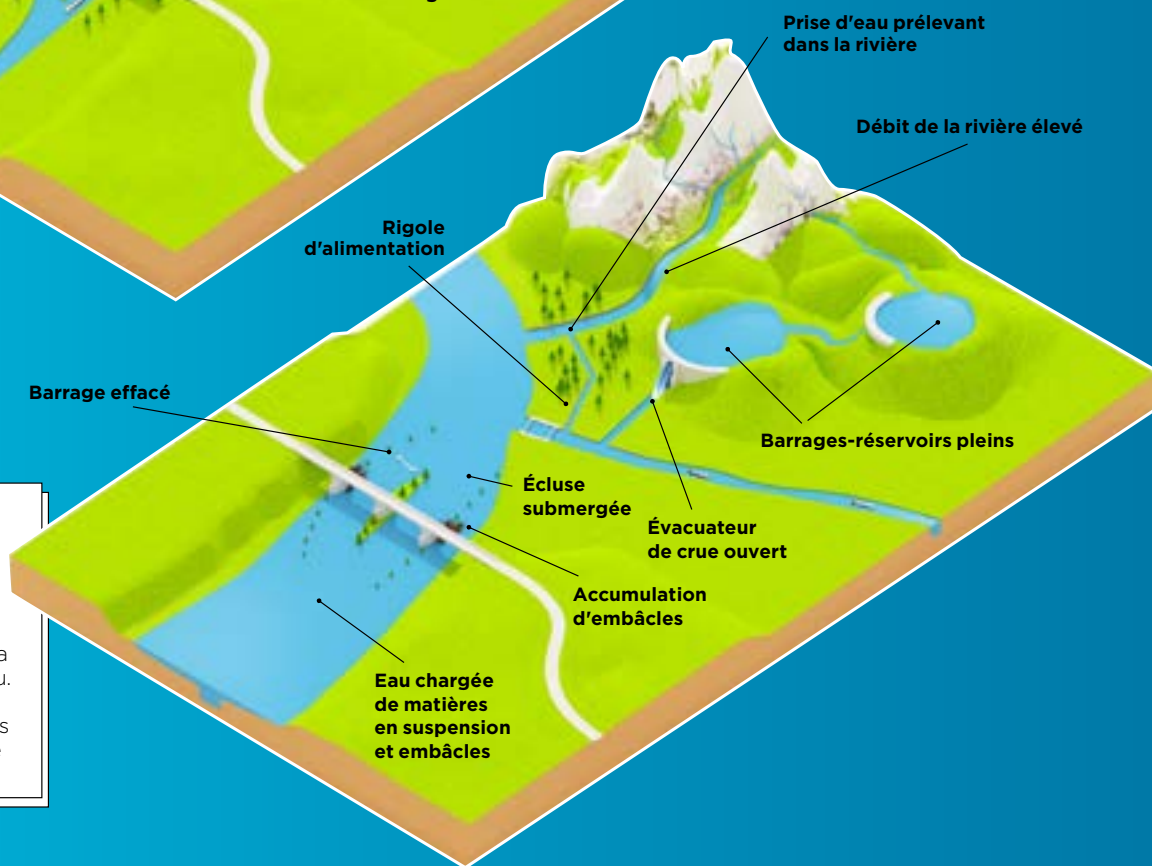 Prise d'eau prélevant
dans la rivière
Débit de la rivière élevé
Rigole
d'alimentation
Barrage effacé
Barrages-réservoirs pleins
Écluse
submergée
Évacuateur
de crue ouvert
Accumulation
d'embâcles
Eau chargée
de matières
en suspension
et embâcles